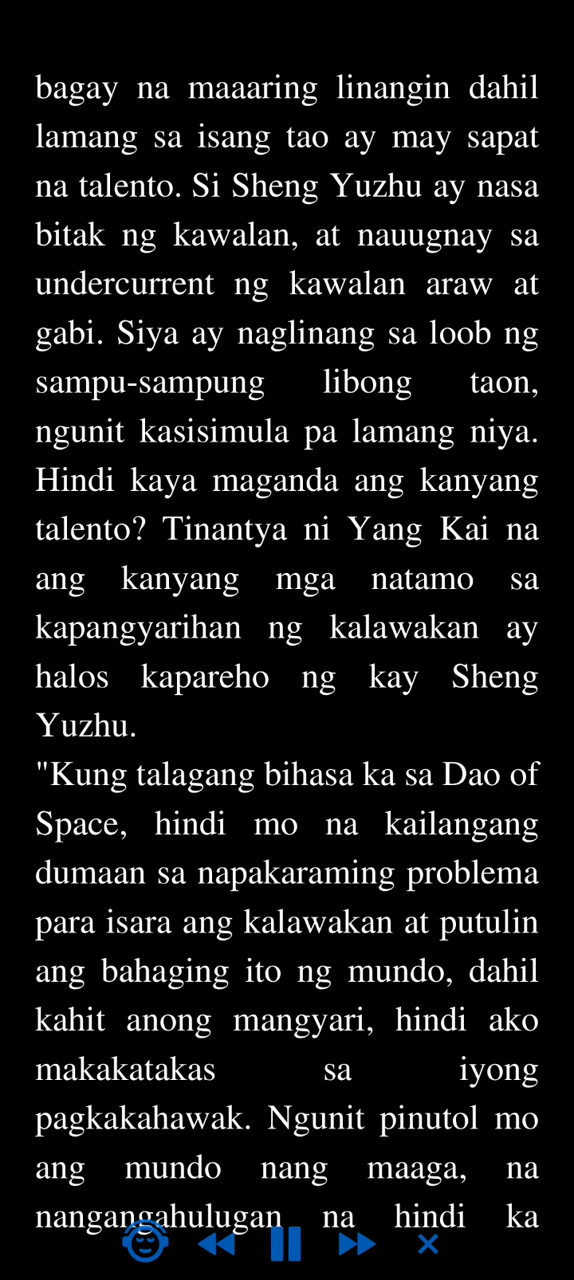 bagay na maaaring linangin dahil
lamang sa isang tao ay may sapat
na talento. Si Sheng Yuzhu ay nasa
bitak ng kawalan, at nauugnay sa
undercurrent ng kawalan araw at
gabi. Siya ay naglinang sa loob ng
sampu-sampung libong taon,
ngunit kasisimula pa lamang niya.
Hindi kaya maganda ang kanyang
talento? Tinantya ni Yang Kai na
ang kanyang mga natamo sa
kapangyarihan ng kalawakan ay
halos kapareho ng kay Sheng
Yuzhu.
"Kung talagang bihasa ka sa Dao of
Space, hindi mo na kailangang
dumaan sa napakaraming problema
para isara ang kalawakan at putulin
ang bahaging ito ng mundo, dahil
kahit anong mangyari, hindi ako
makakatakas sa iyong
pagkakahawak. Ngunit pinutol mo
ang mundo nang maaga, na
nangangahulugan na hindi ka